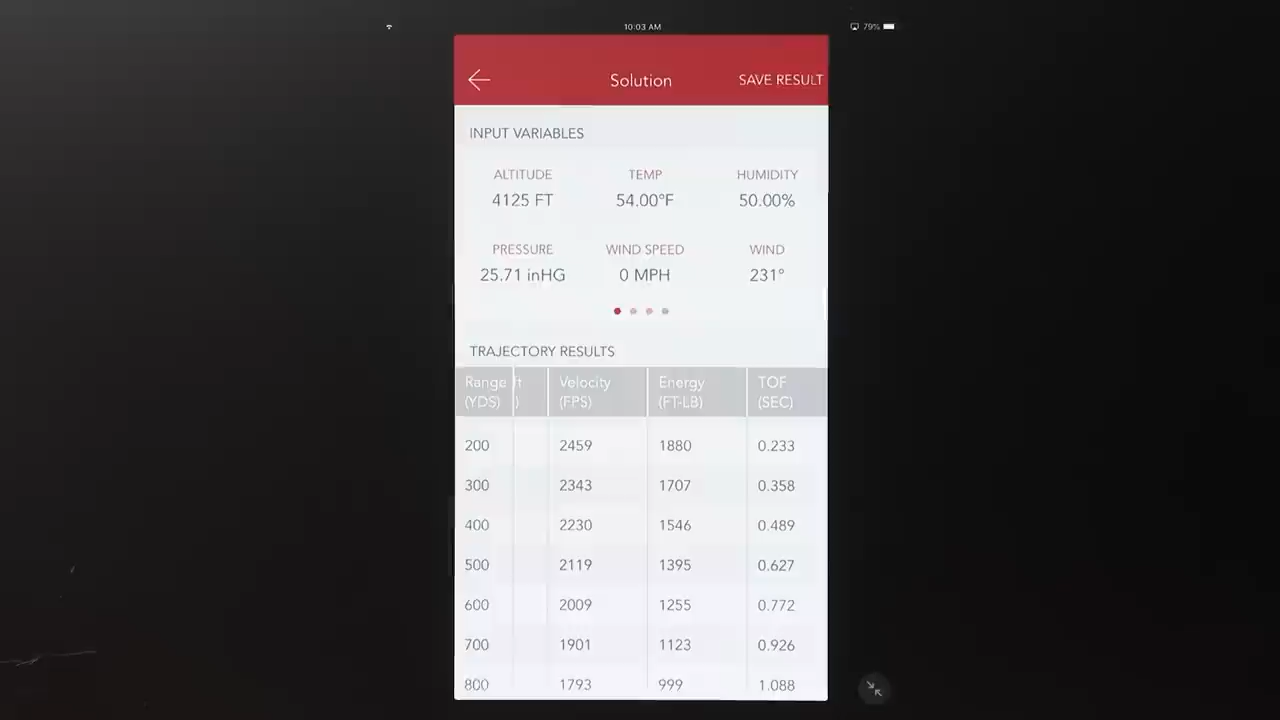 10:03 AM
79%
Solution
SAVE RESULT
INPUT VARIABLES
ALTITUDE TEMP HUMIDITY
4125 FT 54.00°F 50.00%
PRESSURE WIND SPEED WIND
25.71 inHG 0 MPH 231°
TRAJECTORY RESULTS
Range ft Velocity Energy TOF
(YDS) ) (FPS) (FT-LB) (SEC)
200 2459 1880 0.233
300 2343 1707 0.358
400 2230 1546 0.489
500 2119 1395 0.627
600 2009 1255 0.772
700 1901 1123 0.926
800 1793 999 1.088